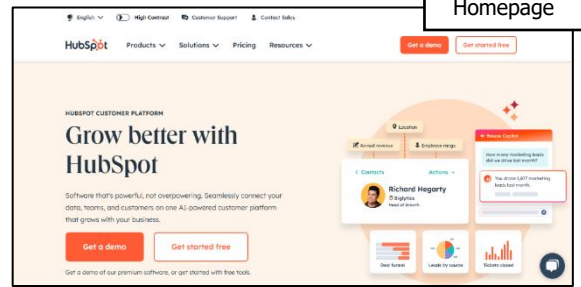 Homepage
English
High Contrast
Customer Support
Contact Sales
HubSpot
Products
Solutions
Pricing
Resources
Get a demo
Get started free
HUBSPOT CUSTOMER PLATFORM
Grow better with
HubSpot
Software that's powerful, not overpowering. Seamlessly connect your
data, teams, and customers on one AI-powered customer platform
that grows with your business.
Get a demo
Get started free
Get a demo of our premium software, or get started with free tools.
Location
Annual revenue
Employee range
Contacts
Actions
Richard Hegarty
Biglytics
Head of Growth
Deal funnel
Leads by source
Tickets closed
Breeze Copilot
How many marketing leads
did we drive last month?
You drove 1,877 marketing
leads last month.